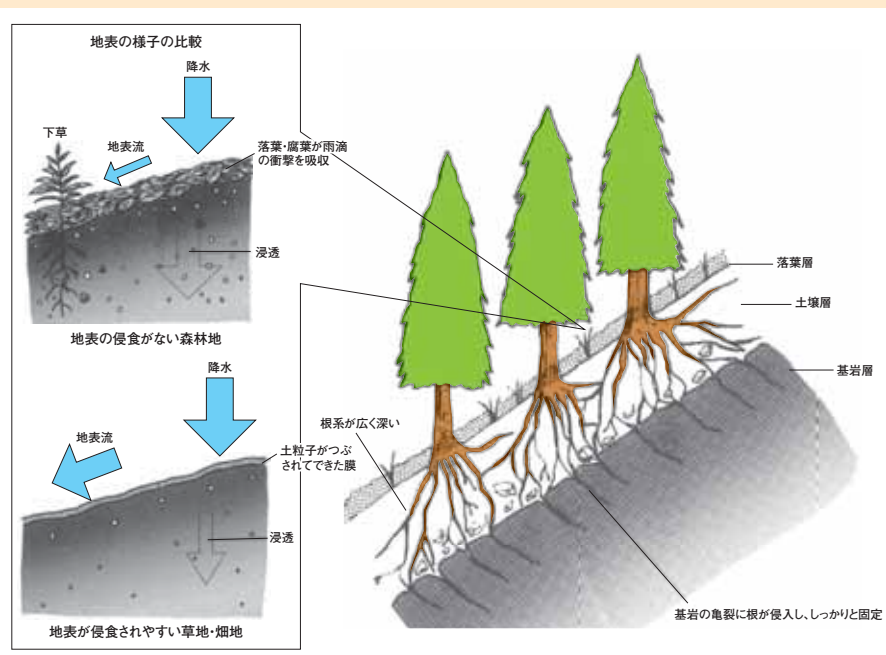 地表の様子の比較
降水
下草
地表流
落葉・腐葉が雨滴
の衝撃を吸収
浸透
地表の侵食がない森林地
降水
地表流
土粒子がつぶ
されてできた膜
浸透
地表が侵食されやすい草地・畑地
落葉層
土壌層
基岩層
根系が広く深い
基岩の亀裂に根が侵入し、しっかりと固定